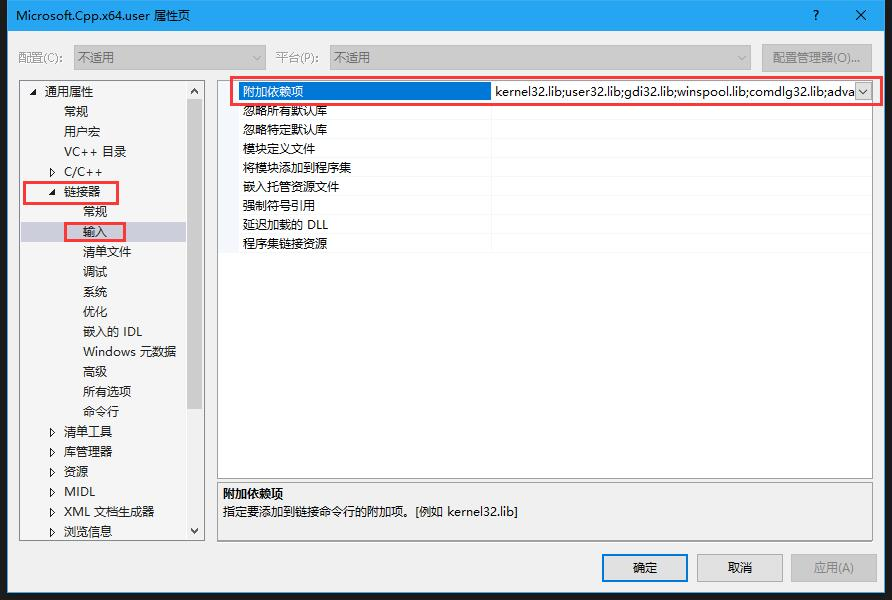 Microsoft.Cpp.x64.user 属性页
配置(C): 不适用 平台(P): 不适用 配置管理器(O)...
通用属性
常规
用户宏
VC++ 目录
C/C++
链接器
常规
输入
清单文件
调试
系统
优化
嵌入的 IDL
Windows 元数据
高级
所有选项
命令行
清单工具
库管理器
资源
MIDL
XML 文档生成器
浏览信息
附加依赖项 kernel32.lib;user32.lib;gdi32.lib;winspool.lib;comdlg32.lib;adva
忽略所有默认库
忽略特定默认库
模块定义文件
将模块添加到程序集
嵌入托管资源文件
强制符号引用
延迟加载的 DLL
程序集链接资源
附加依赖项
指定要添加到链接命令行的附加项。[例如 kernel32.lib]
确定 取消 应用(A)